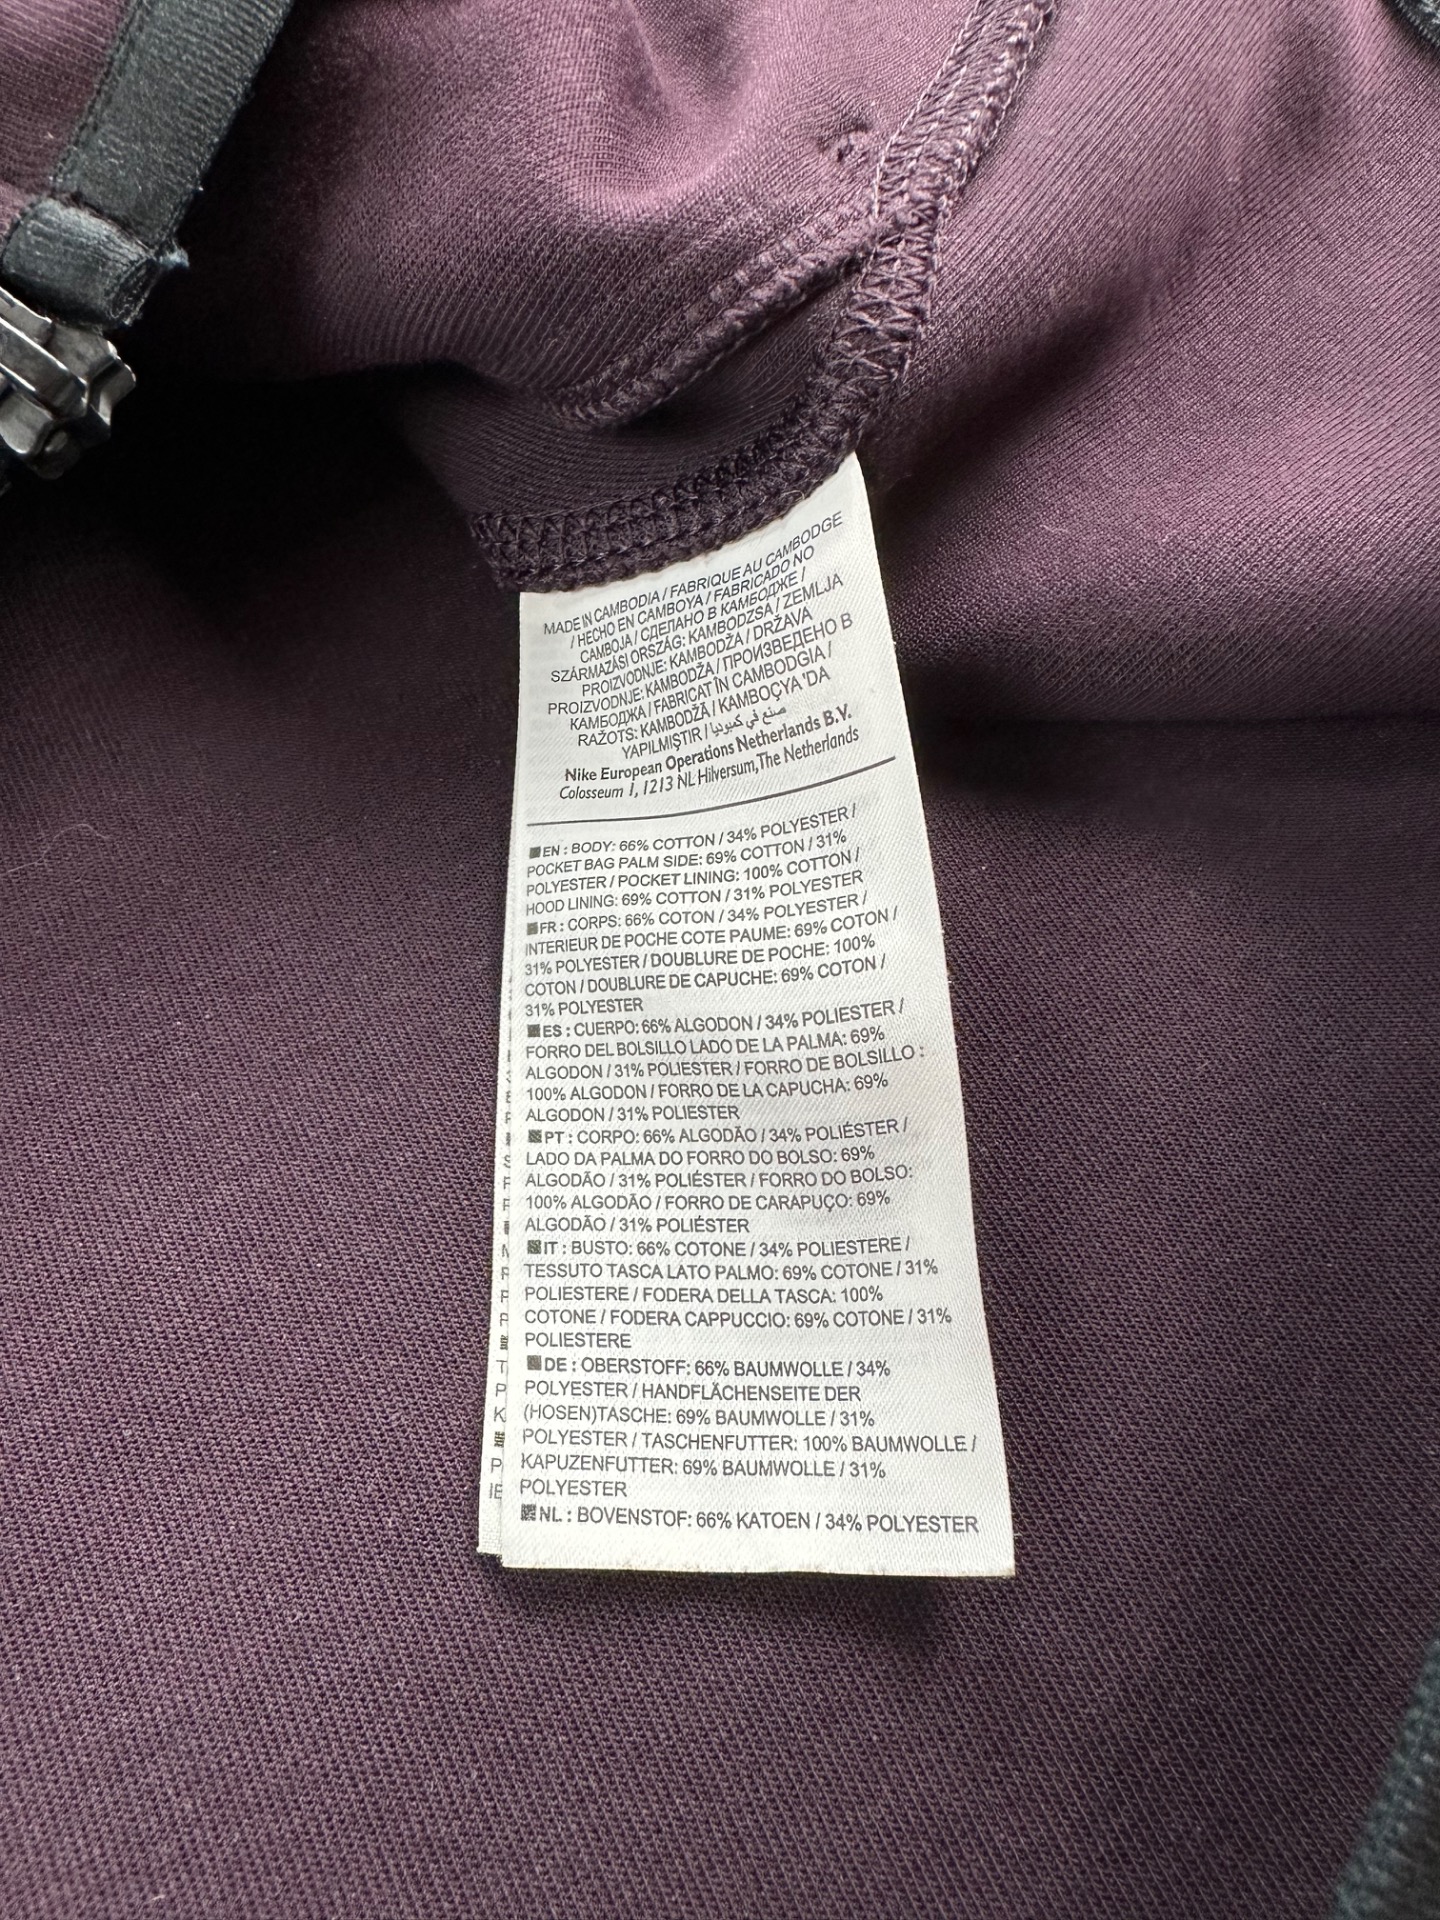 MADE IN CAMBODIA / FABRIQUE AU CAMBODGE
/ HECHO EN CAMBOYA / FABRICADO NO
CAMBOJA / СДЕЛАНО В КАМБОДЖЕ /
SZÁRMAZÁSI ORSZÁG: KAMBODZSA / ZEMLJA
PROIZVODNJE: KAMBODŽA / DRŽAVA
PROIZVODNJE: KAMBODŽA / ПРОИЗВЕДЕНО В
КАМБОДЖА / FABRICAT ÎN CAMBODGIA /
RAŽOTS: KAMBODŽĀ / KAMBOÇYA 'DA
YAPILMIŞTIR / صنع في كمبوديا
Nike European Operations Netherlands B.V.
Colosseum 1, 1213 NL Hilversum, The Netherlands
EN : BODY: 66% COTTON / 34% POLYESTER /
POCKET BAG PALM SIDE: 69% COTTON / 31%
POLYESTER / POCKET LINING: 100% COTTON /
HOOD LINING: 69% COTTON / 31% POLYESTER
FR : CORPS: 66% COTON / 34% POLYESTER /
INTERIEUR DE POCHE COTE PAUME: 69% COTON /
31% POLYESTER / DOUBLURE DE POCHE: 100%
COTON / DOUBLURE DE CAPUCHE: 69% COTON /
31% POLYESTER
ES : CUERPO: 66% ALGODON / 34% POLIESTER /
FORRO DEL BOLSILLO LADO DE LA PALMA: 69%
ALGODON / 31% POLIESTER / FORRO DE BOLSILLO :
100% ALGODON / FORRO DE LA CAPUCHA: 69%
ALGODON / 31% POLIESTER
PT : CORPO: 66% ALGODÃO / 34% POLIÉSTER /
LADO DA PALMA DO FORRO DO BOLSO: 69%
ALGODÃO / 31% POLIÉSTER / FORRO DO BOLSO:
100% ALGODÃO / FORRO DE CARAPUÇO: 69%
ALGODÃO / 31% POLIÉSTER
IT : BUSTO: 66% COTONE / 34% POLIESTERE /
TESSUTO TASCA LATO PALMO: 69% COTONE / 31%
POLIESTERE / FODERA DELLA TASCA: 100%
COTONE / FODERA CAPPUCCIO: 69% COTONE / 31%
POLIESTERE
DE : OBERSTOFF: 66% BAUMWOLLE / 34%
POLYESTER / HANDFLÄCHENSEITE DER
(HOSEN)TASCHE: 69% BAUMWOLLE / 31%
POLYESTER / TASCHENFUTTER: 100% BAUMWOLLE /
KAPUZENFUTTER: 69% BAUMWOLLE / 31%
POLYESTER
NL : BOVENSTOF: 66% KATOEN / 34% POLYESTER